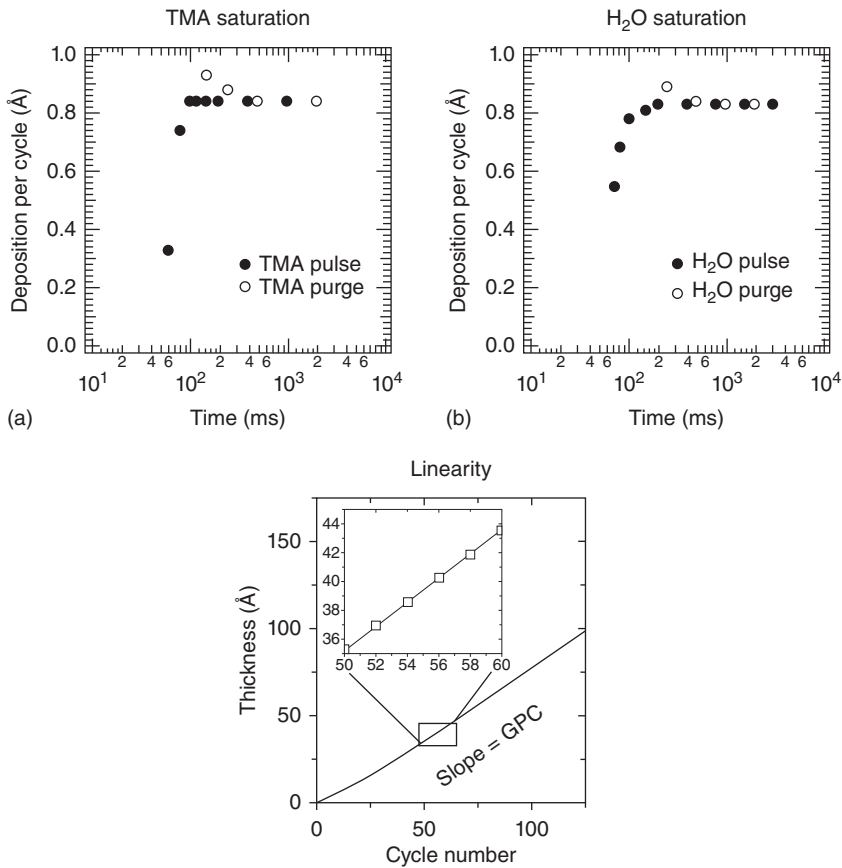 TMA saturation
1.0
0.8
0.6
0.4
0.2
0.0
Deposition per cycle (Å)
TMA pulse
TMA purge
2 4 6 2 4 6 2 4 6
10¹ 10² 10³ 10⁴
Time (ms)
(a)
H₂O saturation
1.0
0.8
0.6
0.4
0.2
0.0
Deposition per cycle (Å)
H₂O pulse
H₂O purge
2 4 6 2 4 6 2 4 6
10¹ 10² 10³ 10⁴
Time (ms)
(b)
Linearity
150
100
50
0
Thickness (Å)
44
42
40
38
36
50 52 54 56 58 60
Slope = GPC
0 50 100
Cycle number